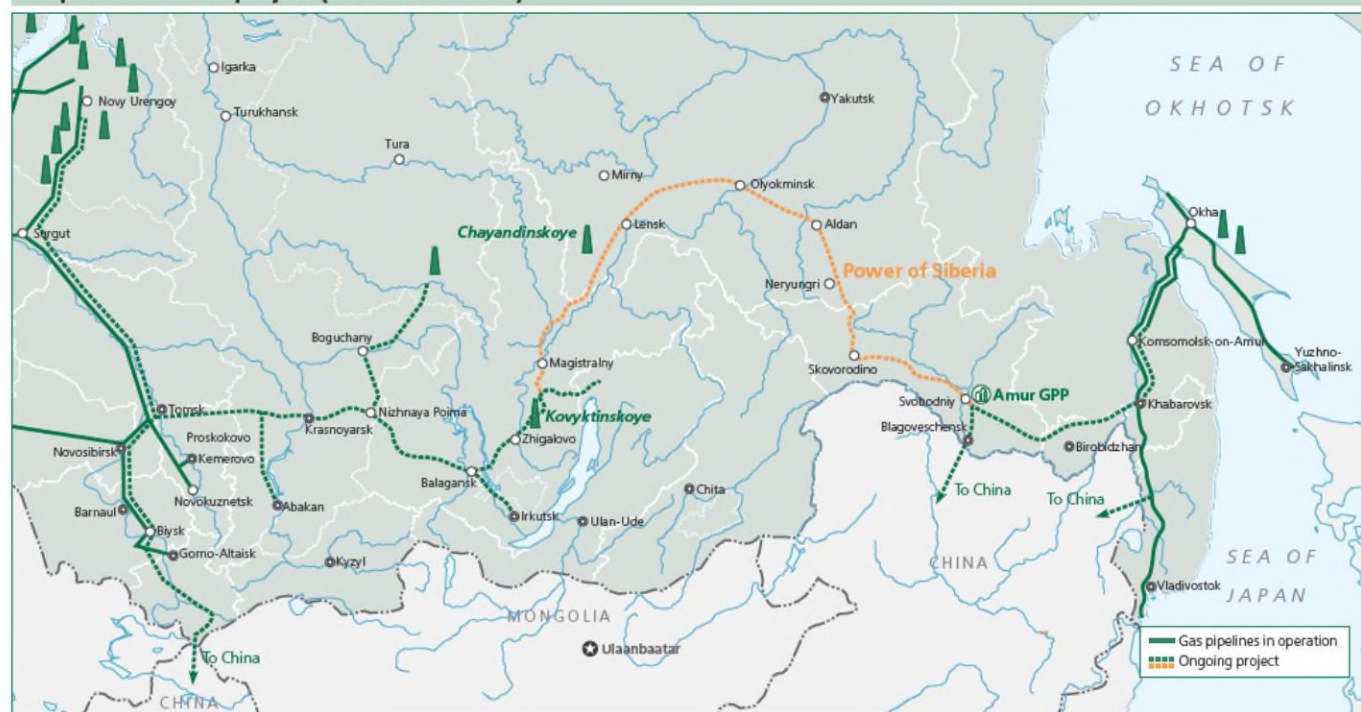 Igarka
Novy Urengoy
Turukhansk
Tura
Yakutsk
SEA OF
OKHOTSK
Mirny
Olyokminsk
Surgut
Chayandinskoye
Lensk
Aldan
Okha
Power of Siberia
Neryungri
Boguchany
Magistralny
Skovorodino
Komsomolsk-on-Amur
Yuzhno-
Sakhalinsk
Tomsk
Krasnoyarsk
Nizhnaya Poima
Kovyktinskoye
Svobodniy
Amur GPP
Khabarovsk
Proskokovo
Novosibirsk
Kemerovo
Zhigalovo
Blagoveschensk
Birobidzhan
Novokuznetsk
Balagansk
Chita
To China
To China
Barnaul
Abakan
Irkutsk
Ulan-Ude
Biysk
Gorno-Altaisk
Kyzyl
CHINA
SEA OF
JAPAN
Vladivostok
MONGOLIA
Ulaanbaatar
To China
CHINA
Gas pipelines in operation
Ongoing project